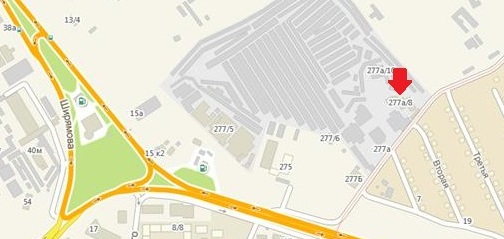 13/4
38а
277а/10
277а/8
Ширямова
15а
277/5
277/6
40м
15 к2
275
277а
277Б
Вторая
Третья
54
17
8/8
7
19